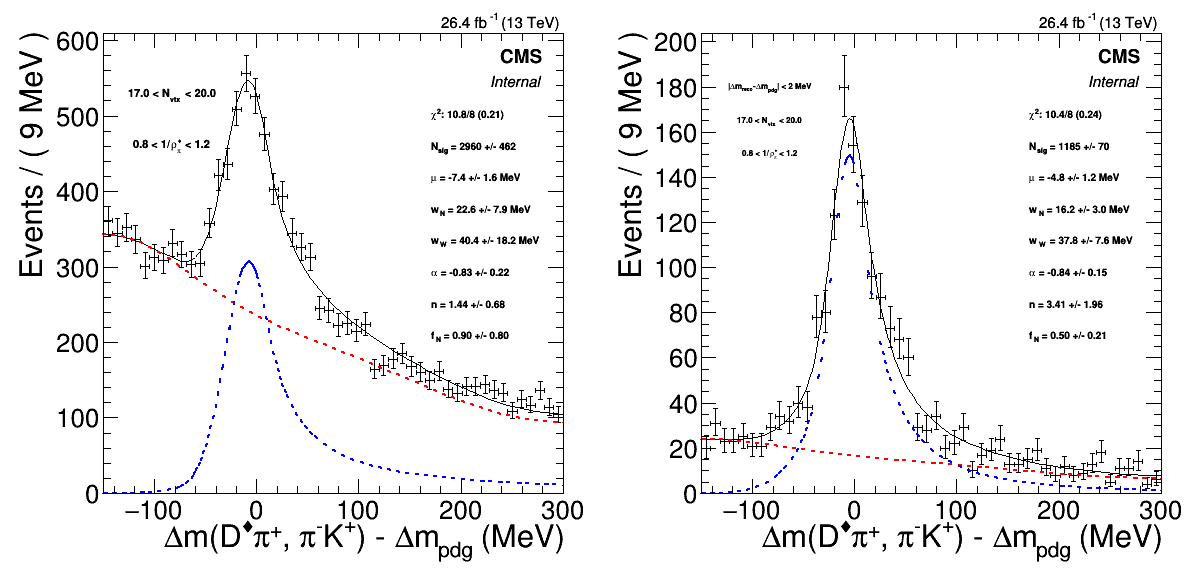 26.4 fb⁻¹ (13 TeV)
CMS
Internal
17.0 < N_vtx < 20.0
0.8 < 1/ρ_π^♦ < 1.2
χ²: 10.8/8 (0.21)
N_sig = 2960 +/- 462
μ = -7.4 +/- 1.6 MeV
w_N = 22.6 +/- 7.9 MeV
w_W = 40.4 +/- 18.2 MeV
α = -0.83 +/- 0.22
n = 1.44 +/- 0.68
f_N = 0.90 +/- 0.80
Events / ( 9 MeV )
600
500
400
300
200
100
0
−100 0 100 200 300
Δm(D♦π⁺, π⁻K⁺) - Δm_pdg (MeV)
26.4 fb⁻¹ (13 TeV)
CMS
Internal
|Δm_reco-Δm_pdg| < 2 MeV
17.0 < N_vtx < 20.0
0.8 < 1/ρ_π^♦ < 1.2
χ²: 10.4/8 (0.24)
N_sig = 1185 +/- 70
μ = -4.8 +/- 1.2 MeV
w_N = 16.2 +/- 3.0 MeV
w_W = 37.8 +/- 7.6 MeV
α = -0.84 +/- 0.15
n = 3.41 +/- 1.96
f_N = 0.50 +/- 0.21
Events / ( 9 MeV )
200
180
160
140
120
100
80
60
40
20
0
−100 0 100 200 300
Δm(D♦π⁺, π⁻K⁺) - Δm_pdg (MeV)